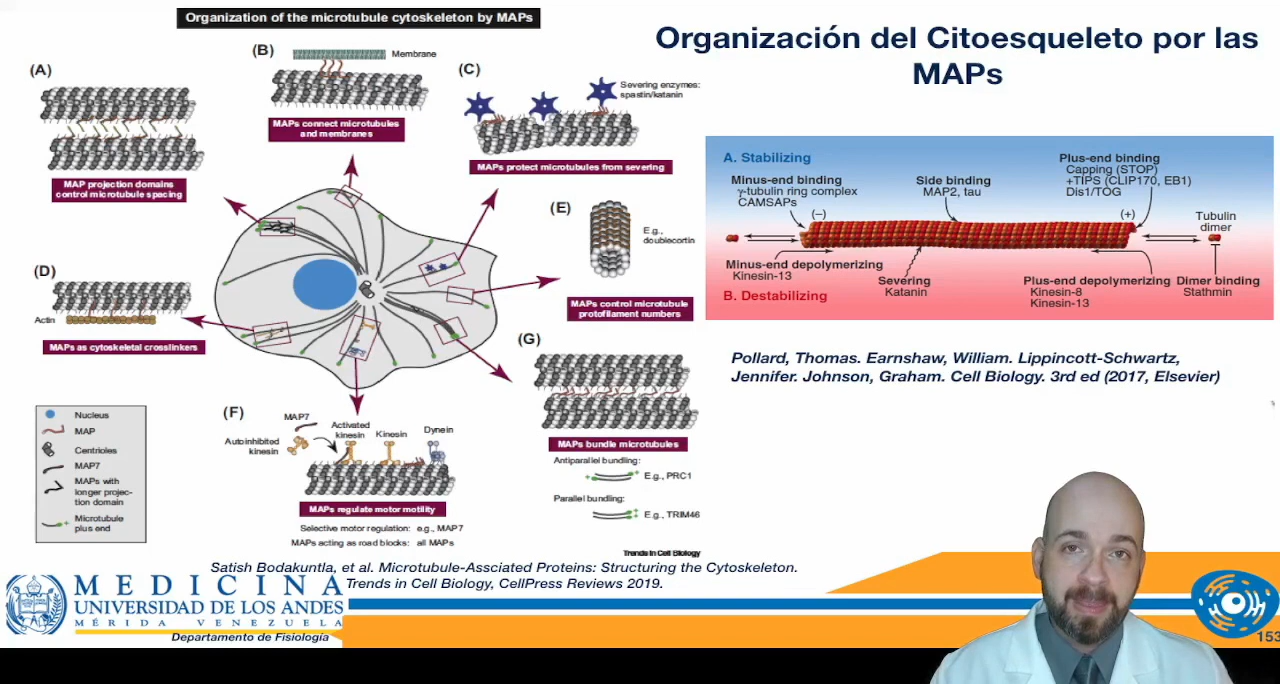 Organization of the microtubule cytoskeleton by MAPs
Organización del Citoesqueleto por las
MAPs
(A)
MAP projection domains
control microtubule spacing
(B)
Membrane
MAPs connect microtubules
and membranes
(C)
Severing enzymes:
spastin/katanin
MAPs protect microtubules from severing
(D)
Actin
MAPs as cytoskeletal crosslinkers
(E)
E.g.,
doublecortin
MAPs control microtubule
protofilament numbers
(F)
MAP7
Autoinhibited
kinesin
Activated
kinesin
Kinesin
Dynein
MAPs regulate motor motility
Selective motor regulation: e.g., MAP7
MAPs acting as road blocks: all MAPs
(G)
MAPs bundle microtubules
Antiparallel bundling:
E.g., PRC1
Parallel bundling:
E.g., TRIM46
Nucleus
MAP
Centrioles
MAP7
MAPs with
longer projec-
tion domain
Microtubule
plus end
Trends in Cell Biology
A. Stabilizing
Minus-end binding
γ-tubulin ring complex
CAMSAPs
(–)
Side binding
MAP2, tau
Plus-end binding
Capping (STOP)
+TIPS (CLIP170, EB1)
Dis1/TOG
(+)
Tubulin
dimer
Minus-end depolymerizing
Kinesin-13
B. Destabilizing
Severing
Katanin
Plus-end depolymerizing
Kinesin-8
Kinesin-13
Dimer binding
Stathmin
Pollard, Thomas. Earnshaw, William. Lippincott-Schwartz,
Jennifer. Johnson, Graham. Cell Biology. 3rd ed (2017, Elsevier)
Satish Bodakuntla, et al. Microtubule-Assciated Proteins: Structuring the Cytoskeleton.
Trends in Cell Biology, CellPress Reviews 2019.
MEDICINA
UNIVERSIDAD DE LOS ANDES
MÉRIDA VENEZUELA
Departamento de Fisiología
153